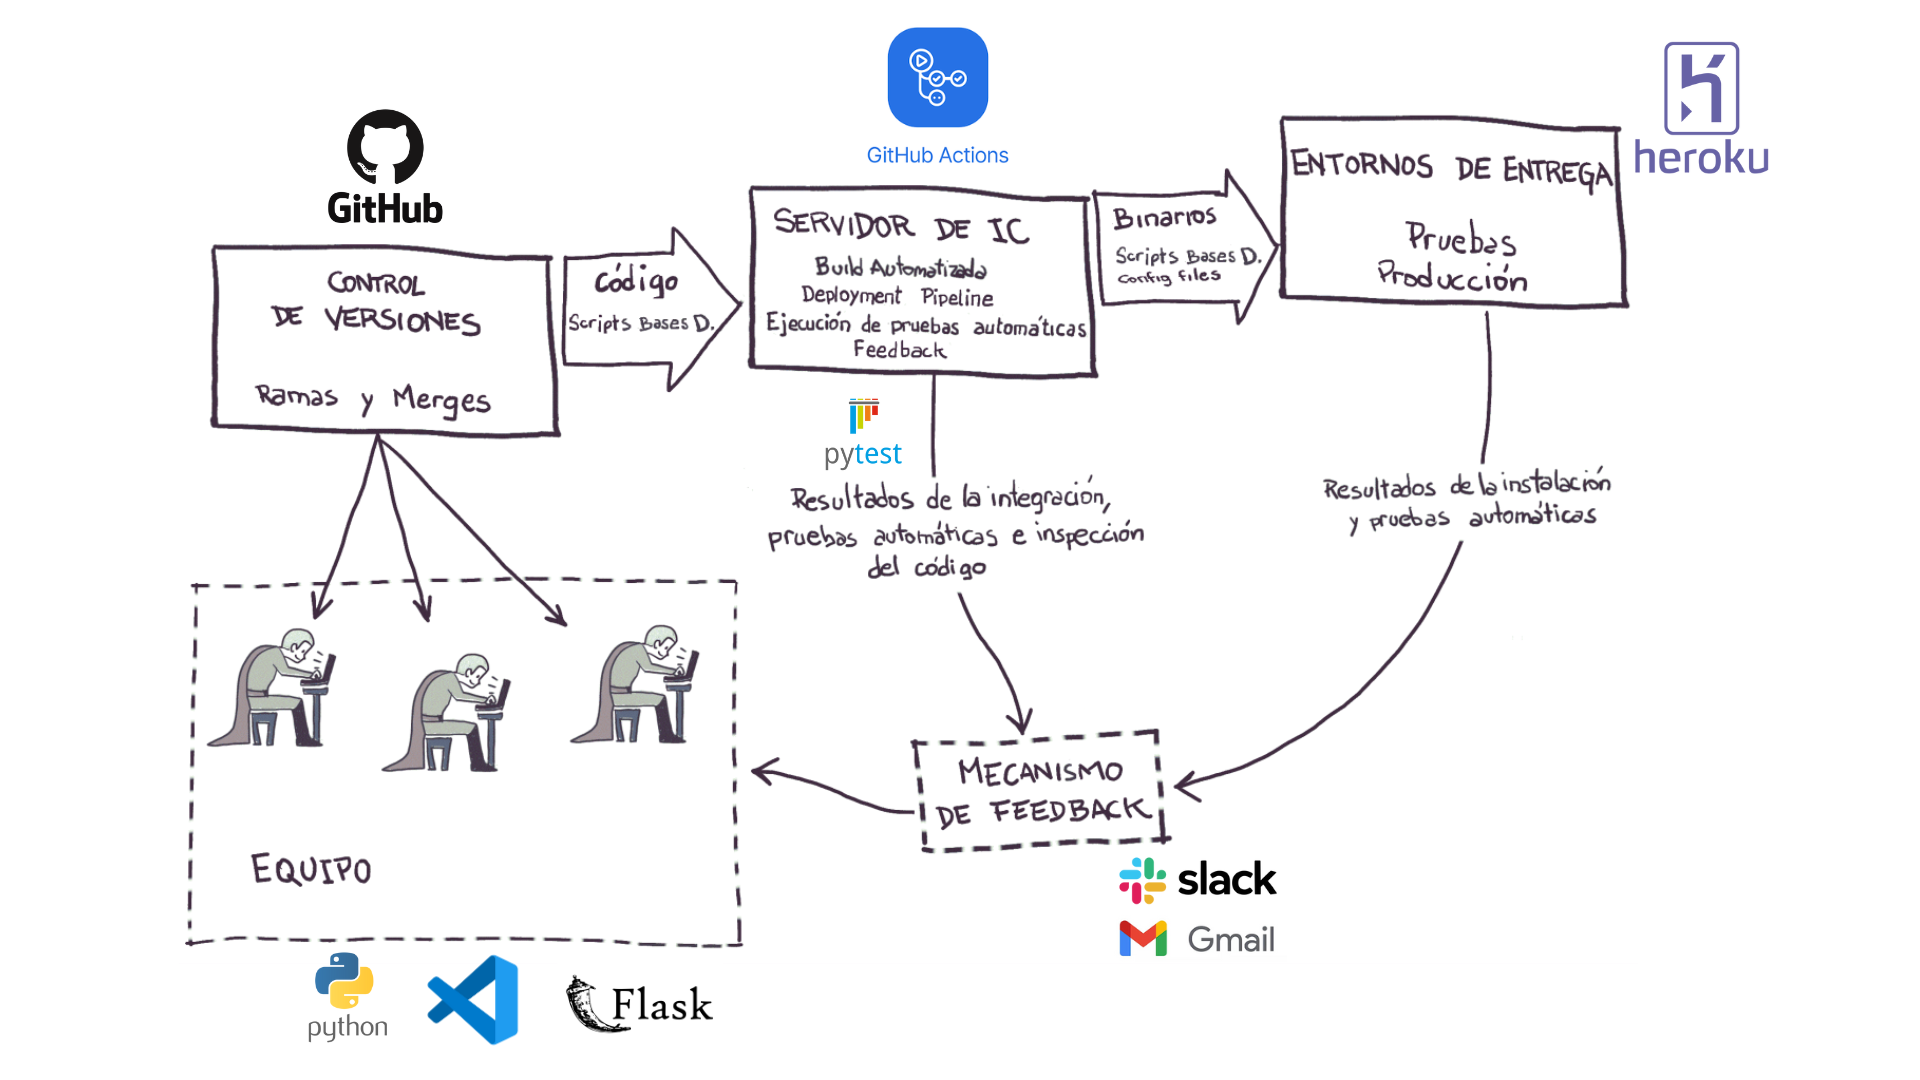 GitHub
CONTROL
DE VERSIONES
Ramas y Merges
Código
Scripts Bases D.
GitHub Actions
SERVIDOR DE IC
Build Automatizada
Deployment Pipeline
Ejecución de pruebas automáticas
Feedback
Binarios
Scripts Bases D.
Config files
heroku
ENTORNOS DE ENTREGA
Pruebas
Producción
pytest
Resultados de la integración,
pruebas automáticas e inspección
del código
Resultados de la instalación
y pruebas automáticas
MECANISMO
DE FEEDBACK
slack
Gmail
EQUIPO
python
Flask